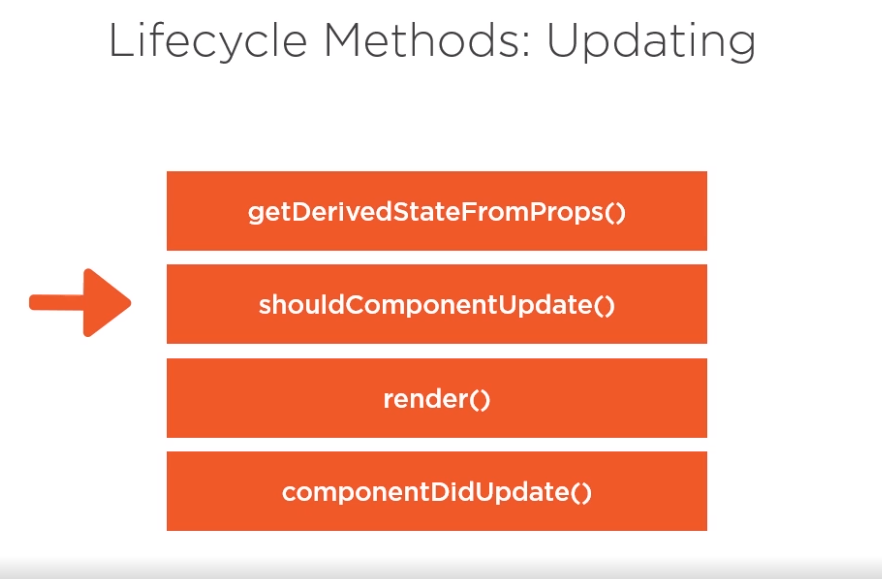 Lifecycle Methods: Updating
getDerivedStateFromProps()
shouldComponentUpdate()
render()
componentDidUpdate()